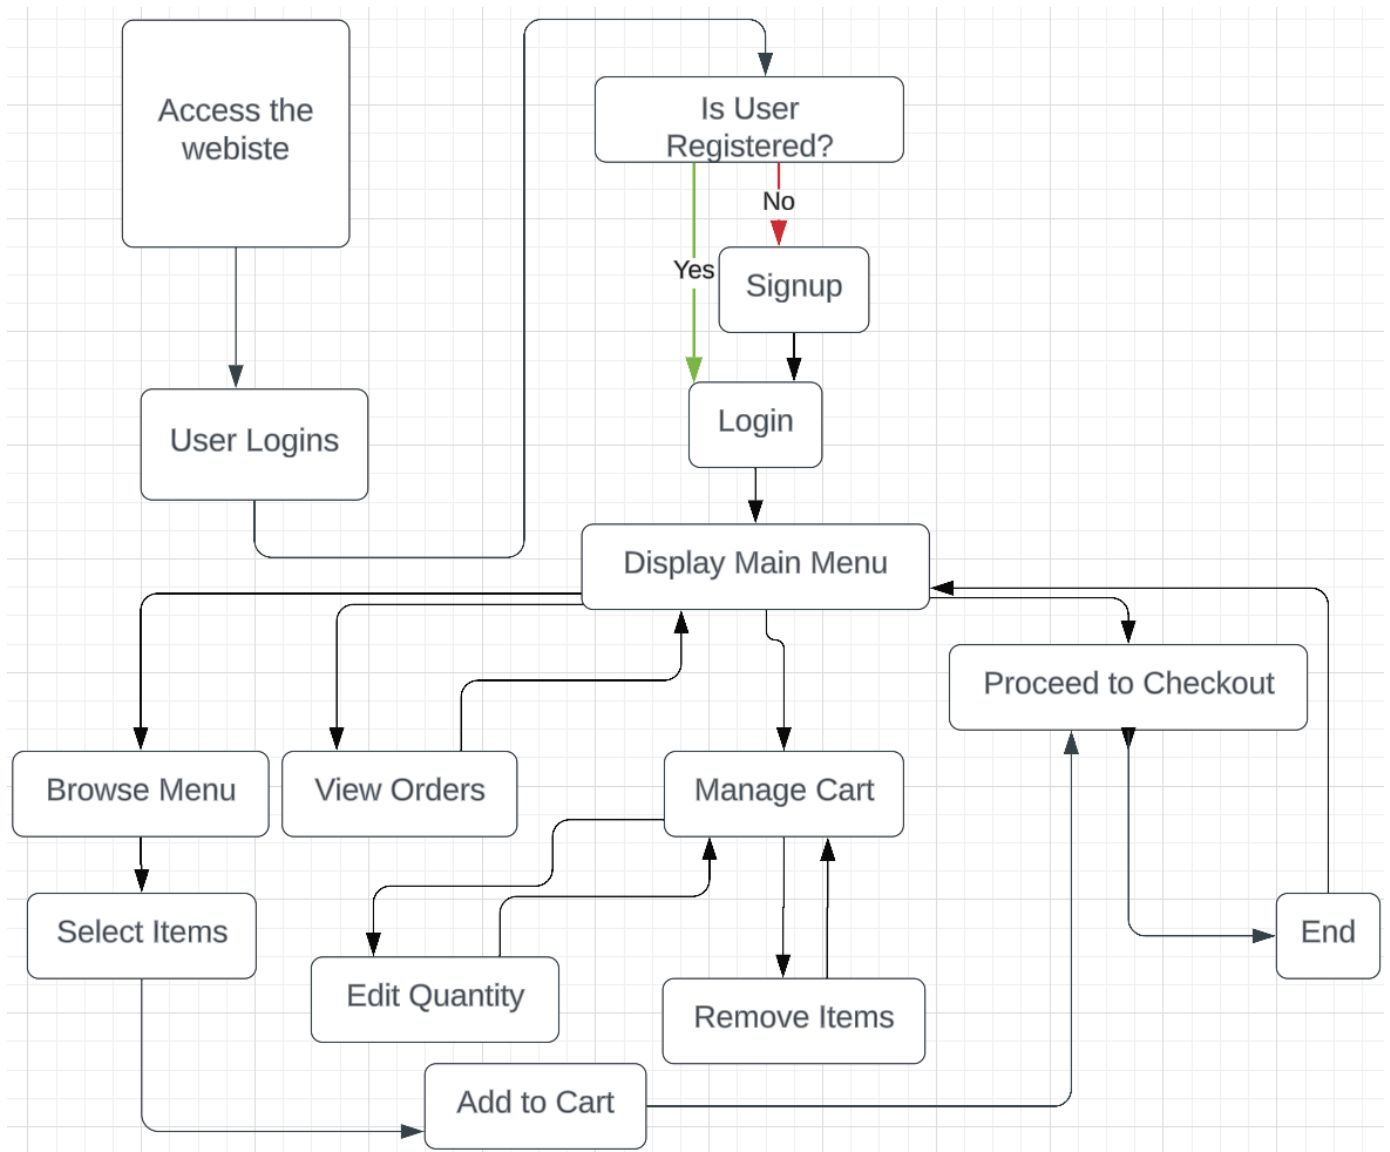 Access the
webiste
User Logins
Is User
Registered?
No
Yes
Signup
Login
Display Main Menu
Proceed to Checkout
Browse Menu
View Orders
Manage Cart
Select Items
End
Edit Quantity
Remove Items
Add to Cart